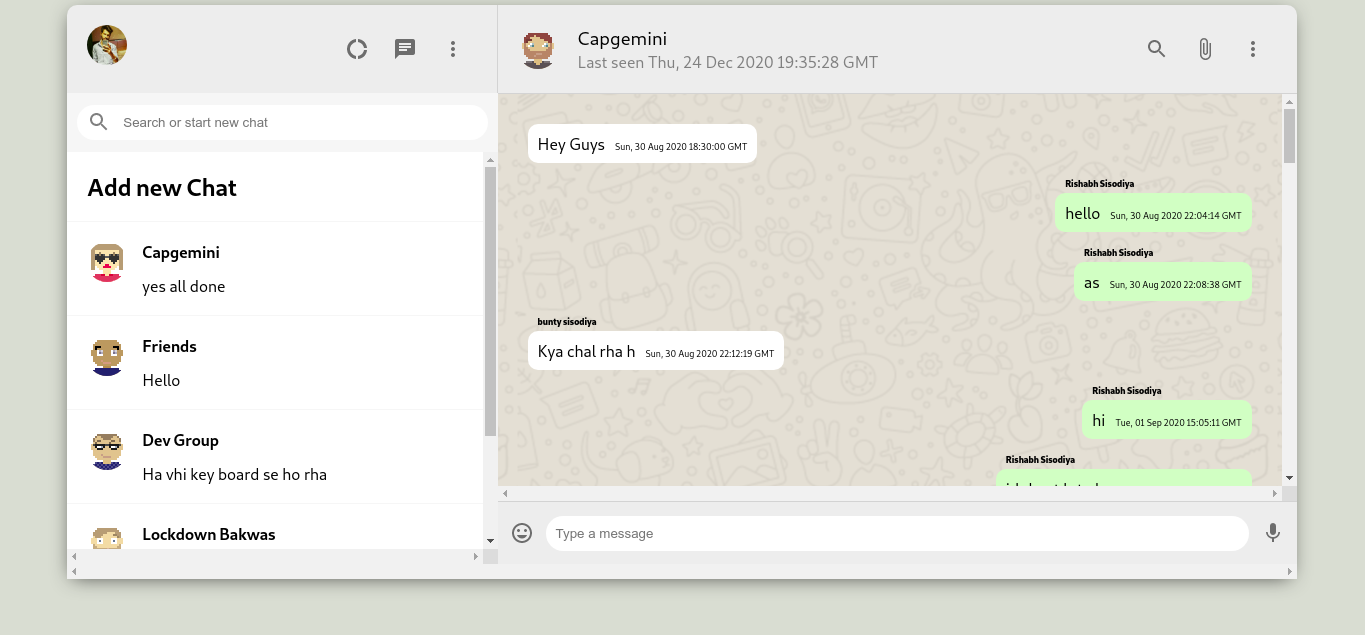 Capgemini
Last seen Thu, 24 Dec 2020 19:35:28 GMT
Search or start new chat
Add new Chat
Capgemini
yes all done
Friends
Hello
Dev Group
Ha vhi key board se ho rha
Lockdown Bakwas
Hey Guys Sun, 30 Aug 2020 18:30:00 GMT
Rishabh Sisodiya
hello Sun, 30 Aug 2020 22:04:14 GMT
Rishabh Sisodiya
as Sun, 30 Aug 2020 22:08:38 GMT
bunty sisodiya
Kya chal rha h Sun, 30 Aug 2020 22:12:19 GMT
Rishabh Sisodiya
hi Tue, 01 Sep 2020 15:05:11 GMT
Rishabh Sisodiya
Type a message